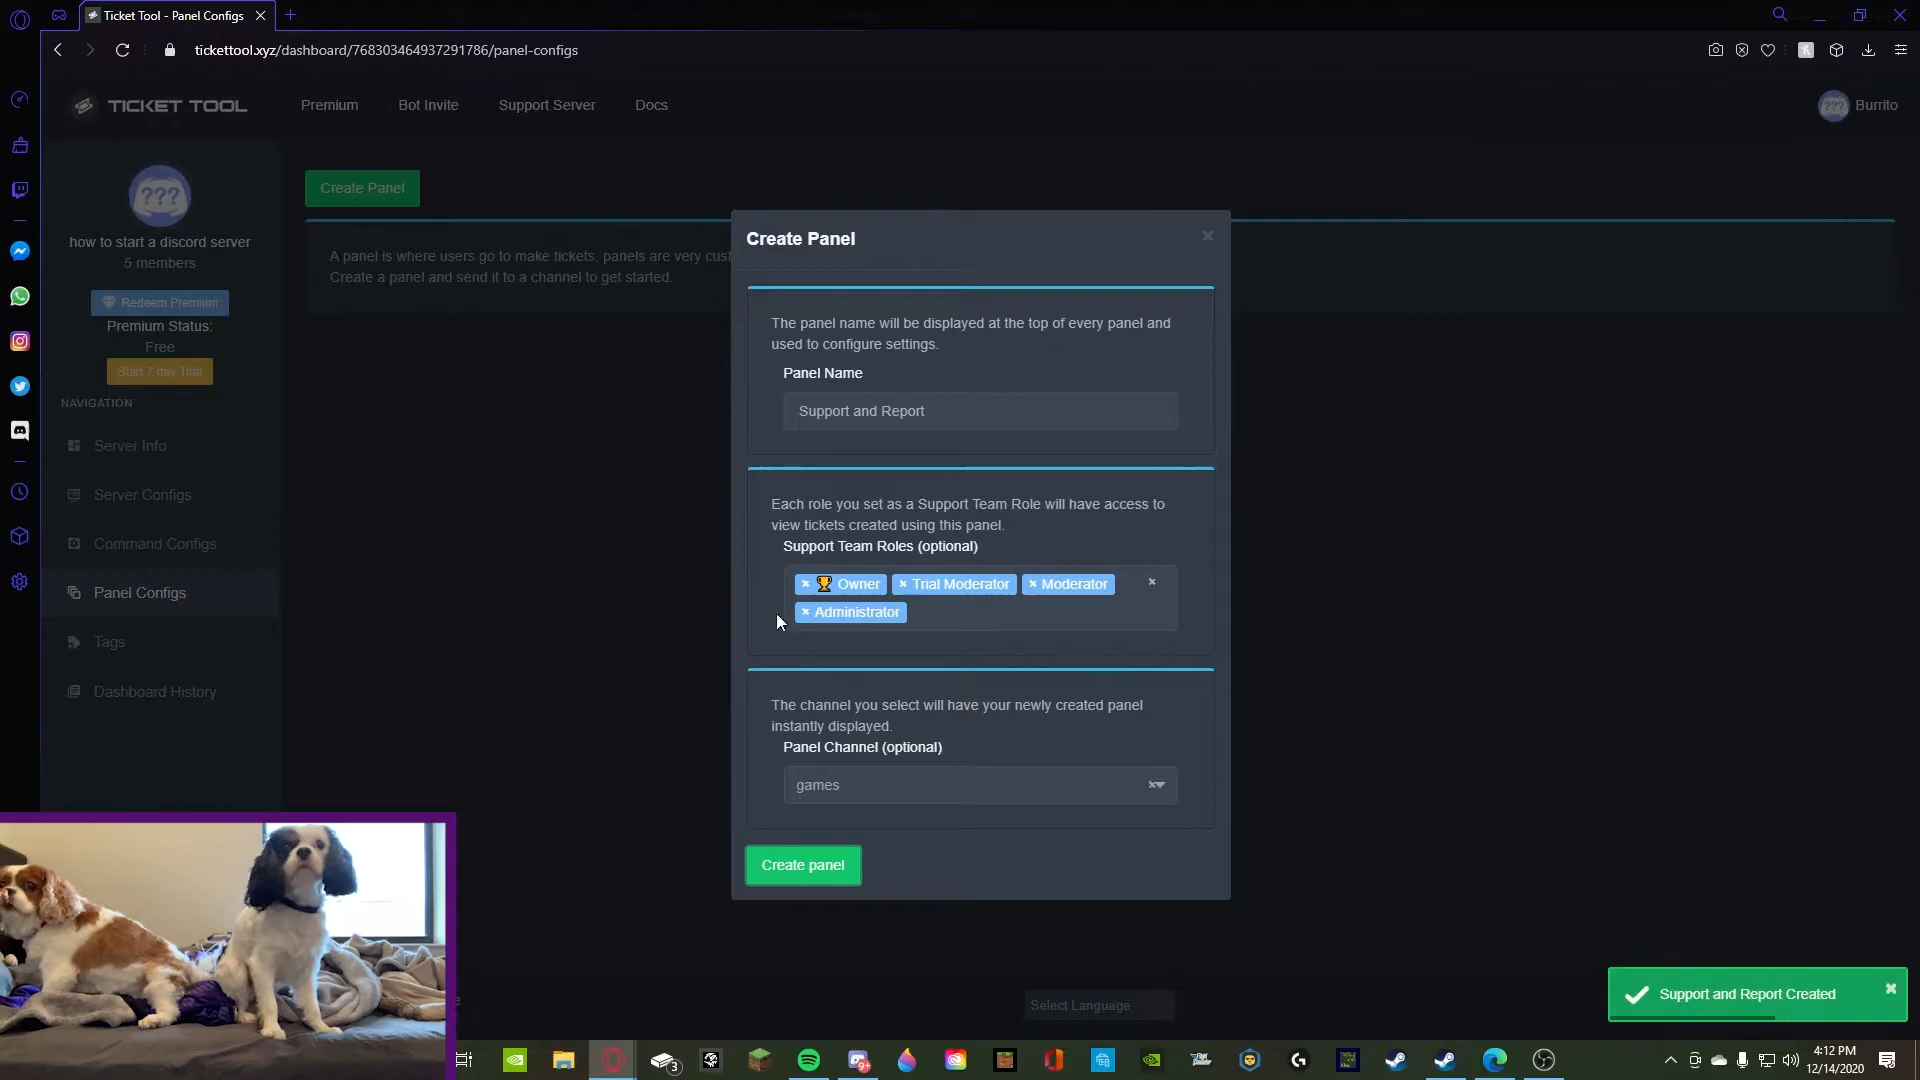 Ticket Tool - Panel Configs
tickettool.xyz/dashboard/768303464937291786/panel-configs
TICKET TOOL
Premium
Bot Invite
Support Server
Docs
??? Burrito
???
how to start a discord server
5 members
Redeem Premium
Premium Status:
Free
Start 7 day Trial
NAVIGATION
Server Info
Server Configs
Command Configs
Panel Configs
Tags
Dashboard History
Create Panel
A panel is where users go to make tickets, panels are very cust
Create a panel and send it to a channel to get started.
Create Panel
The panel name will be displayed at the top of every panel and
used to configure settings.
Panel Name
Support and Report
Each role you set as a Support Team Role will have access to
view tickets created using this panel.
Support Team Roles (optional)
× 🏆 Owner × Trial Moderator × Moderator
× Administrator
The channel you select will have your newly created panel
instantly displayed.
Panel Channel (optional)
games
Create panel
Select Language
Support and Report Created
3
9+
4:12 PM
12/14/2020